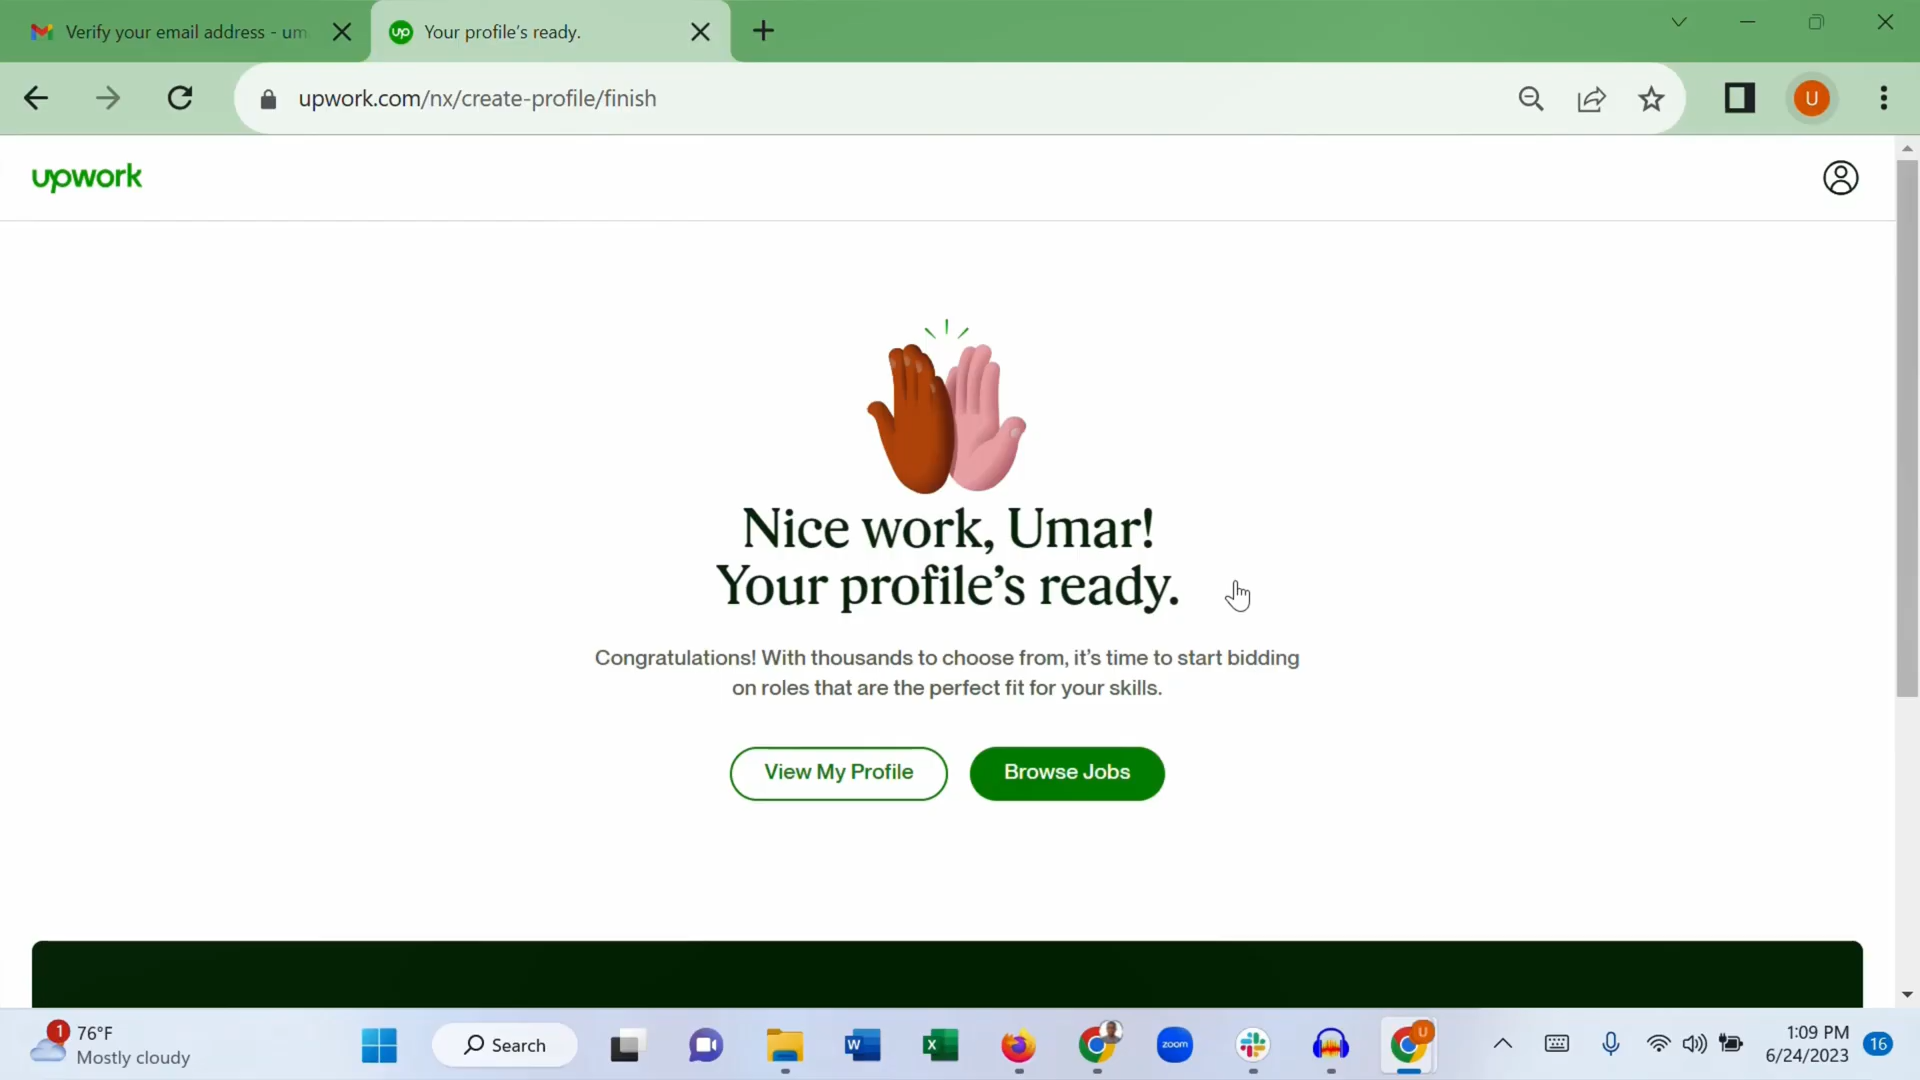 Verify your email address - um
Your profile's ready.
upwork.com/nx/create-profile/finish
U
upwork
Nice work, Umar!
Your profile's ready.
Congratulations! With thousands to choose from, it's time to start bidding
on roles that are the perfect fit for your skills.
View My Profile
Browse Jobs
1
76°F
Mostly cloudy
Search
W
X
zoom
U
1:09 PM
6/24/2023
16